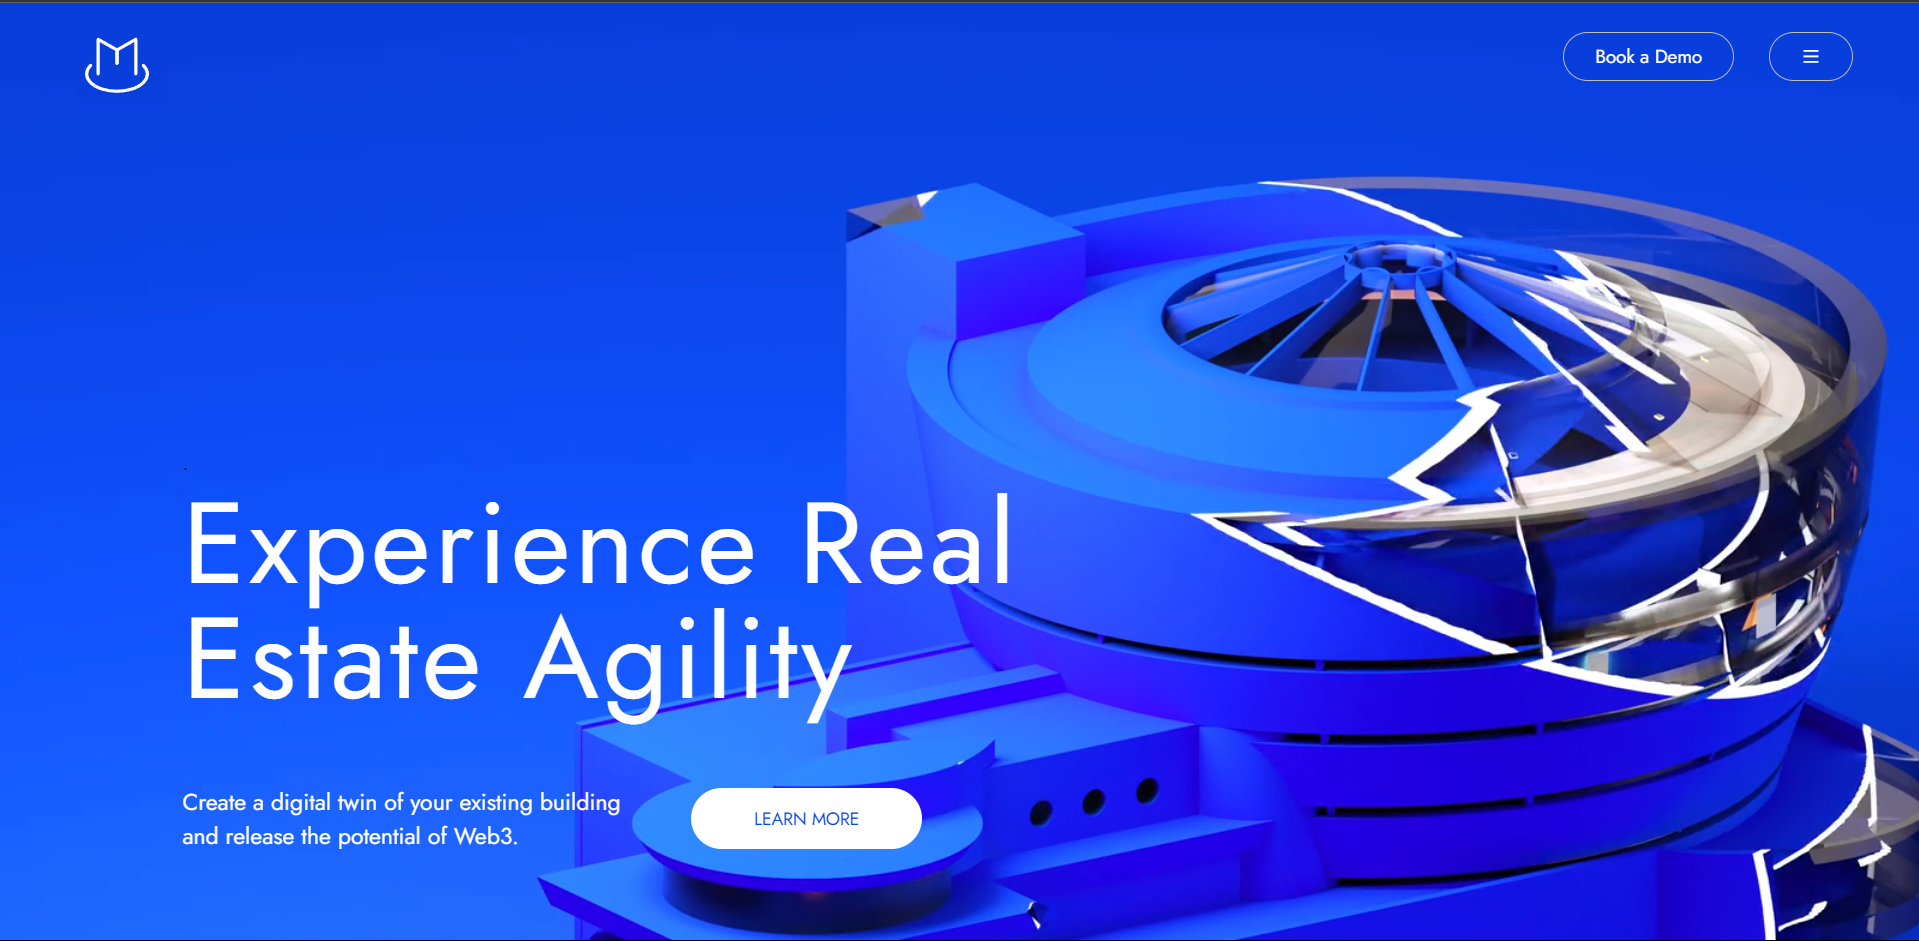 Book a Demo
`
Experience Real
Estate Agility
Create a digital twin of your existing building
and release the potential of Web3.
LEARN MORE